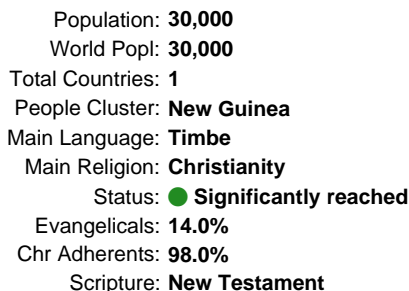 Population: 30,000
World Popl: 30,000
Total Countries: 1
People Cluster: New Guinea
Main Language: Timbe
Main Religion: Christianity
Status: Significantly reached
Evangelicals: 14.0%
Chr Adherents: 98.0%
Scripture: New Testament